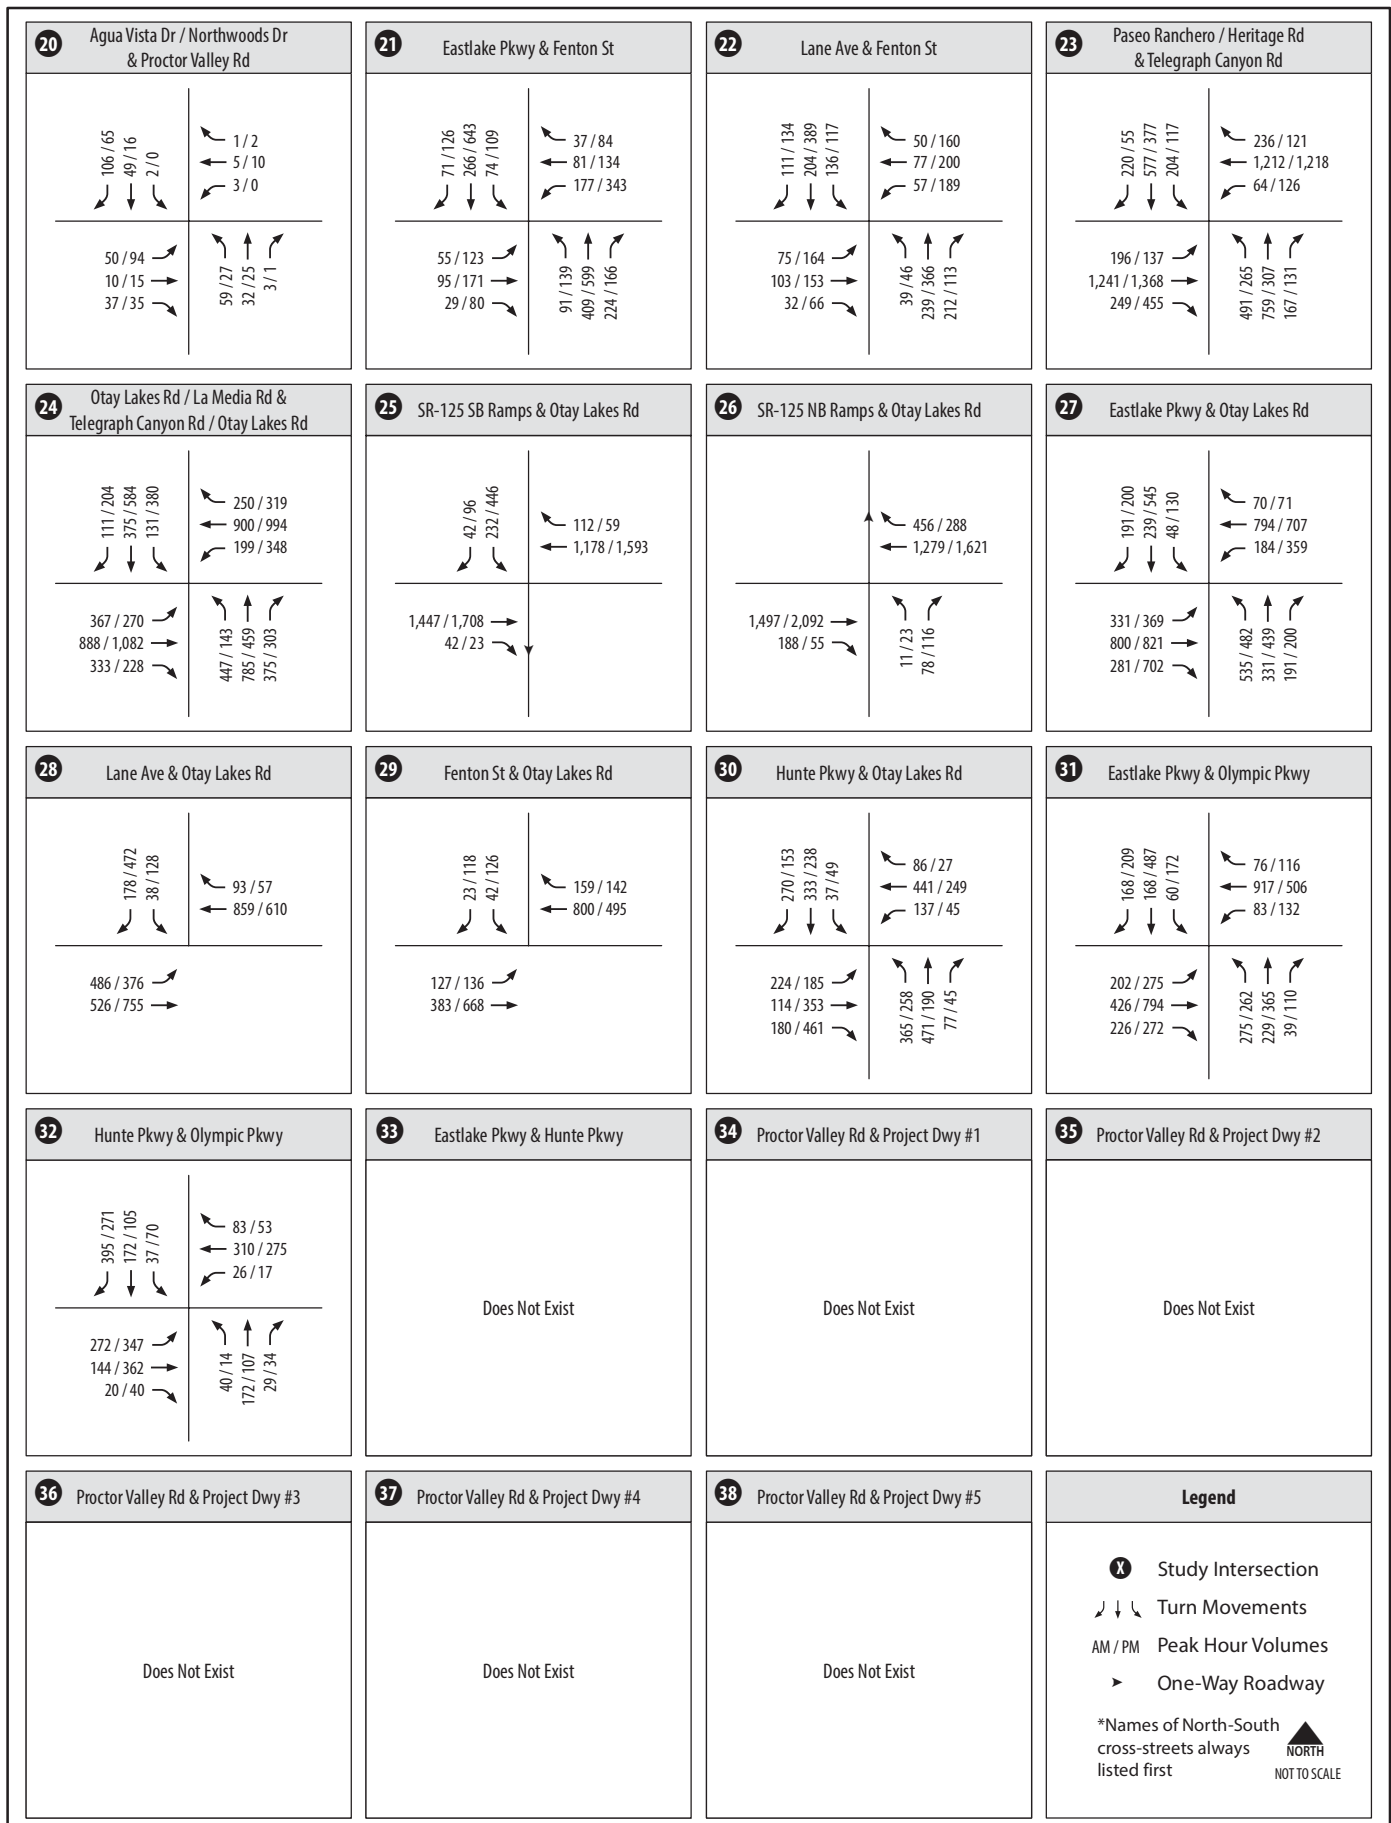 20
Agua Vista Dr / Northwoods Dr
& Proctor Valley Rd
106 / 65
49 / 16
2 / 0
1 / 2
5 / 10
3 / 0
50 / 94
10 / 15
37 / 35
59 / 27
32 / 25
3 / 1
21
Eastlake Pkwy & Fenton St
71 / 126
266 / 643
74 / 109
37 / 84
81 / 134
177 / 343
55 / 123
95 / 171
29 / 80
91 / 139
409 / 599
224 / 166
22
Lane Ave & Fenton St
111 / 134
204 / 389
136 / 117
50 / 160
77 / 200
57 / 189
75 / 164
103 / 153
32 / 66
39 / 46
239 / 366
212 / 113
23
Paseo Ranchero / Heritage Rd
& Telegraph Canyon Rd
220 / 55
577 / 377
204 / 117
236 / 121
1,212 / 1,218
64 / 126
196 / 137
1,241 / 1,368
249 / 455
491 / 265
759 / 307
167 / 131
24
Otay Lakes Rd / La Media Rd &
Telegraph Canyon Rd / Otay Lakes Rd
111 / 204
375 / 584
131 / 380
250 / 319
900 / 994
199 / 348
367 / 270
888 / 1,082
333 / 228
447 / 143
785 / 459
375 / 303
25
SR-125 SB Ramps & Otay Lakes Rd
42 / 96
232 / 446
112 / 59
1,178 / 1,593
1,447 / 1,708
42 / 23
26
SR-125 NB Ramps & Otay Lakes Rd
456 / 288
1,279 / 1,621
1,497 / 2,092
188 / 55
11 / 23
78 / 116
27
Eastlake Pkwy & Otay Lakes Rd
191 / 200
239 / 545
48 / 130
70 / 71
794 / 707
184 / 359
331 / 369
800 / 821
281 / 702
535 / 482
331 / 439
191 / 200
28
Lane Ave & Otay Lakes Rd
178 / 472
38 / 128
93 / 57
859 / 610
486 / 376
526 / 755
29
Fenton St & Otay Lakes Rd
23 / 118
42 / 126
159 / 142
800 / 495
127 / 136
383 / 668
30
Hunte Pkwy & Otay Lakes Rd
270 / 153
333 / 238
37 / 49
86 / 27
441 / 249
137 / 45
224 / 185
114 / 353
180 / 461
365 / 258
471 / 190
77 / 45
31
Eastlake Pkwy & Olympic Pkwy
168 / 209
168 / 487
60 / 172
76 / 116
917 / 506
83 / 132
202 / 275
426 / 794
226 / 272
275 / 262
229 / 365
39 / 110
32
Hunte Pkwy & Olympic Pkwy
395 / 271
172 / 105
37 / 70
83 / 53
310 / 275
26 / 17
272 / 347
144 / 362
20 / 40
40 / 14
172 / 107
29 / 34
33
Eastlake Pkwy & Hunte Pkwy
Does Not Exist
34
Proctor Valley Rd & Project Dwy #1
Does Not Exist
35
Proctor Valley Rd & Project Dwy #2
Does Not Exist
36
Proctor Valley Rd & Project Dwy #3
Does Not Exist
37
Proctor Valley Rd & Project Dwy #4
Does Not Exist
38
Proctor Valley Rd & Project Dwy #5
Does Not Exist
Legend
X Study Intersection
Turn Movements
AM / PM Peak Hour Volumes
One-Way Roadway
*Names of North-South
cross-streets always
listed first
NORTH
NOT TO SCALE